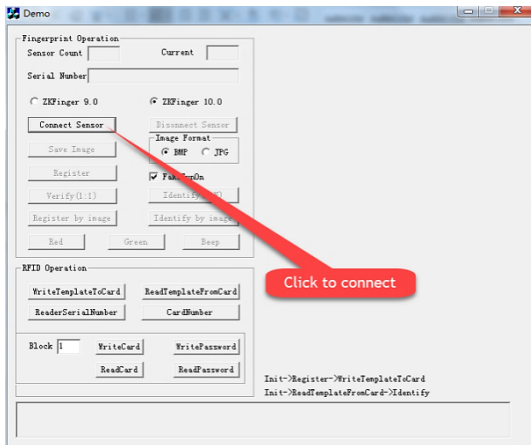 Demo
Fingerprint Operation
Sensor Count Current
Serial Number
ZKFinger 9.0 ZKFinger 10.0
Connect Sensor Disonnect Sensor
Image Format
Save Image BMP JPG
Register
Verify(1:1)
Register by image Identify by image
Red Green Beep
RFID Operation
WriteTemplateToCard ReadTemplateFromCard
ReaderSerialNumber CardNumber
Block 1 WriteCard WritePassword
ReadCard ReadPassword
Click to connect
Init->Register->WriteTemplateToCard
Init->ReadTemplateFromCard->Identify